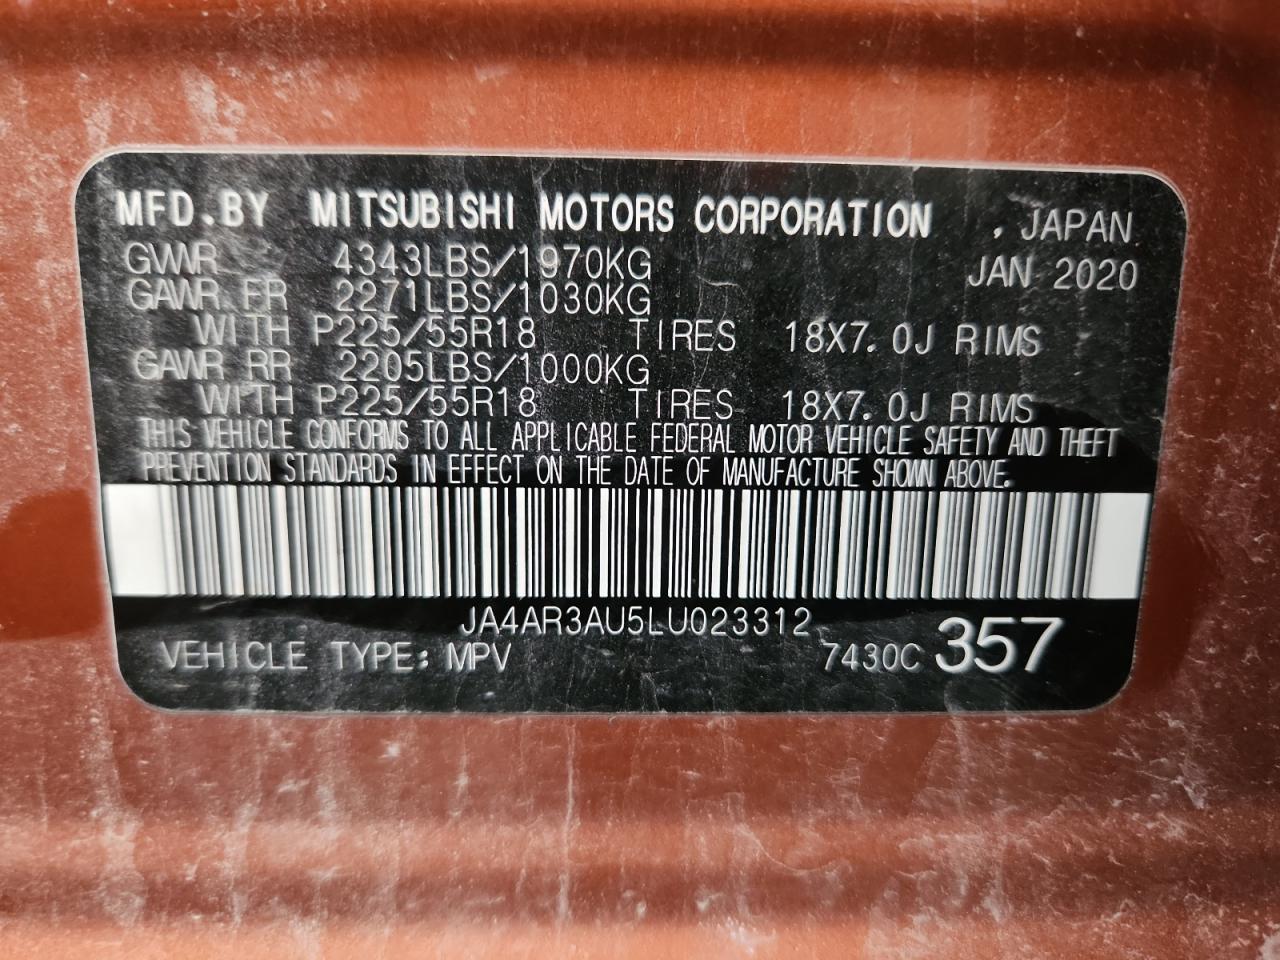 MFD.BY MITSUBISHI MOTORS CORPORATION , JAPAN
GVWR 4343LBS/1970KG JAN 2020
GAWR FR 2271LBS/1030KG
WITH P225/55R18 TIRES 18X7.0J RIMS
GAWR RR 2205LBS/1000KG
WITH P225/55R18 TIRES 18X7.0J RIMS
THIS VEHICLE CONFORMS TO ALL APPLICABLE FEDERAL MOTOR VEHICLE SAFETY AND THEFT
PREVENTION STANDARDS IN EFFECT ON THE DATE OF MANUFACTURE SHOWN ABOVE.
JA4AR3AU5LU023312
VEHICLE TYPE: MPV 7430C 357